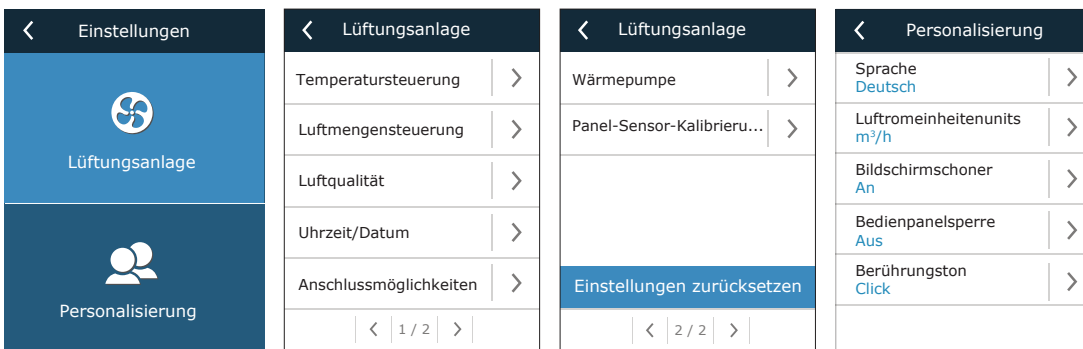 Einstellungen
Lüftungsanlage
Personalisierung
Lüftungsanlage
Temperatursteuerung
Luftmengensteuerung
Luftqualität
Uhrzeit/Datum
Anschlussmöglichkeiten
1 / 2
Lüftungsanlage
Wärmepumpe
Panel-Sensor-Kalibrieru...
Einstellungen zurücksetzen
2 / 2
Personalisierung
Sprache
Deutsch
Luftromeinheitenunits
m³/h
Bildschirmschoner
An
Bedienpanelsperre
Aus
Berührungston
Click